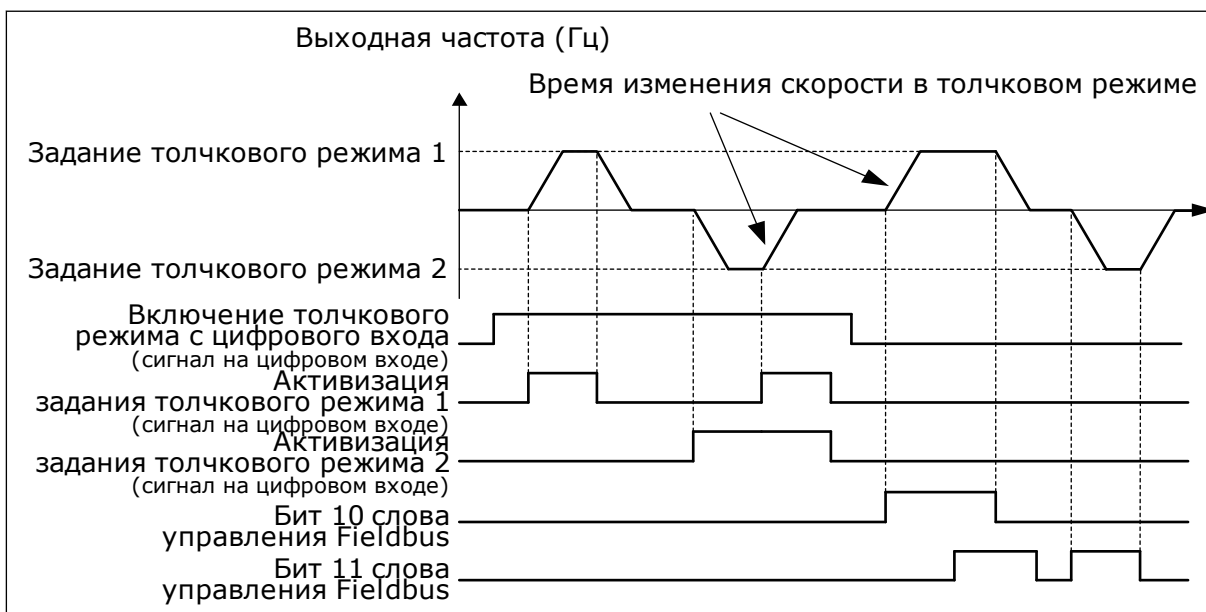 Выходная частота (Гц)
Время изменения скорости в толчковом режиме
Задание толчкового режима 1
Задание толчкового режима 2
Включение толчкового
режима с цифрового входа
(сигнал на цифровом входе)
Активизация
задания толчкового режима 1
(сигнал на цифровом входе)
Активизация
задания толчкового режима 2
(сигнал на цифровом входе)
Бит 10 слова
управления Fieldbus
Бит 11 слова
управления Fieldbus